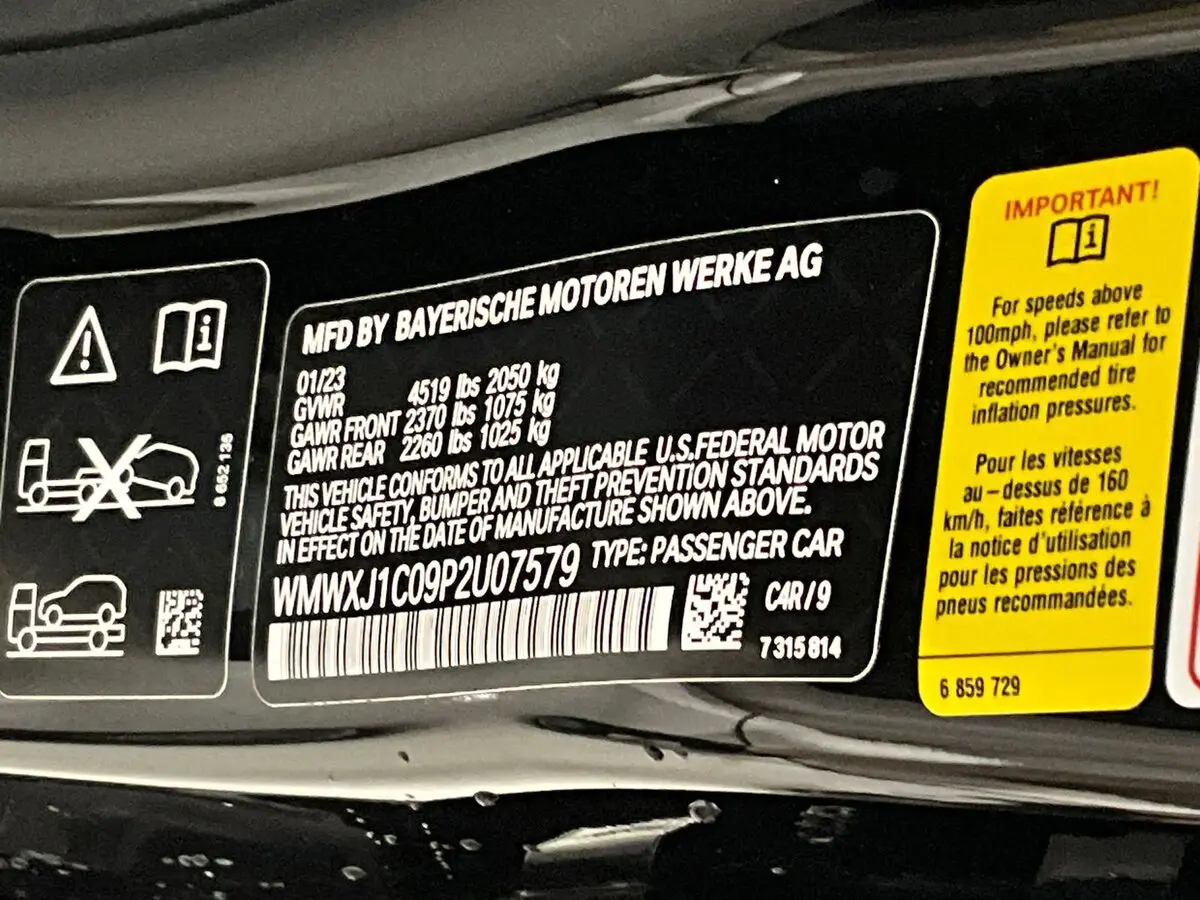 MFD BY BAYERISCHE MOTOREN WERKE AG
01/23
GVWR 4519 lbs 2050 kg
GAWR FRONT 2370 lbs 1075 kg
GAWR REAR 2260 lbs 1025 kg
THIS VEHICLE CONFORMS TO ALL APPLICABLE U.S.FEDERAL MOTOR
VEHICLE SAFETY, BUMPER AND THEFT PREVENTION STANDARDS
IN EFFECT ON THE DATE OF MANUFACTURE SHOWN ABOVE.
WMWXJ1C09P2U07579 TYPE: PASSENGER CAR
C4R/9
7315814
6 652 135
IMPORTANT!
For speeds above
100mph, please refer to
the Owner's Manual for
recommended tire
inflation pressures.
Pour les vitesses
au-dessus de 160
km/h, faites référence à
la notice d'utilisation
pour les pressions des
pneus recommandées.
6 859 729